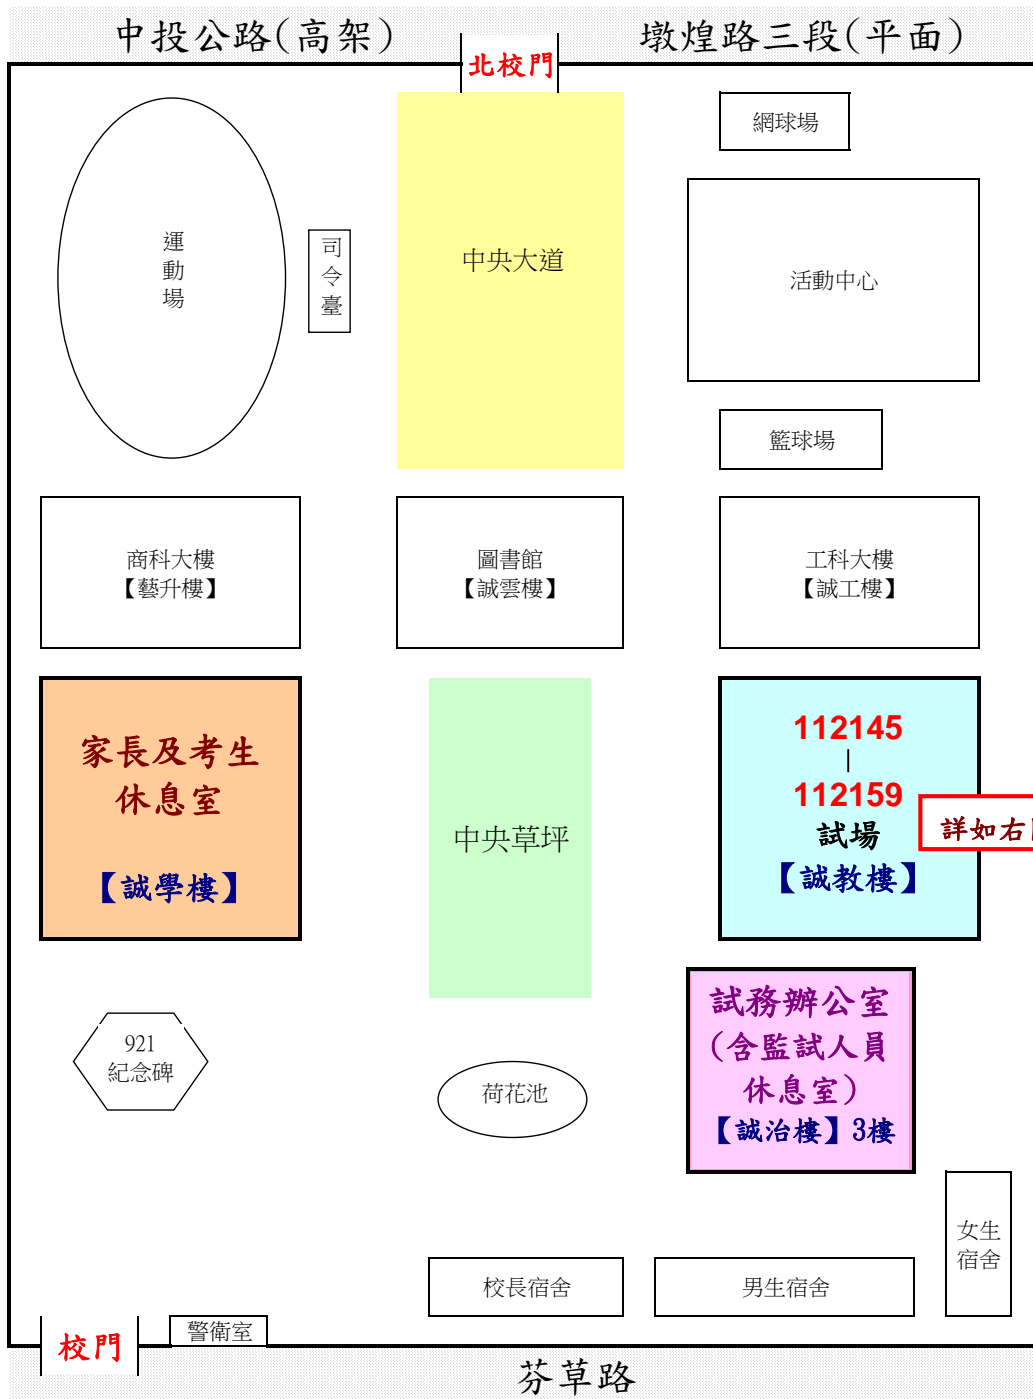 中投公路(高架)
墩煌路三段(平面)
北校門
網球場
運動場
司令臺
中央大道
活動中心
籃球場
商科大樓
【藝升樓】
圖書館
【誠雲樓】
工科大樓
【誠工樓】
家長及考生
休息室
【誠學樓】
中央草坪
112145
|
112159
試場
【誠教樓】
詳如右
921
紀念碑
荷花池
試務辦公室
(含監試人員
休息室)
【誠治樓】3樓
女生
宿舍
校長宿舍
男生宿舍
校門
警衛室
芬草路